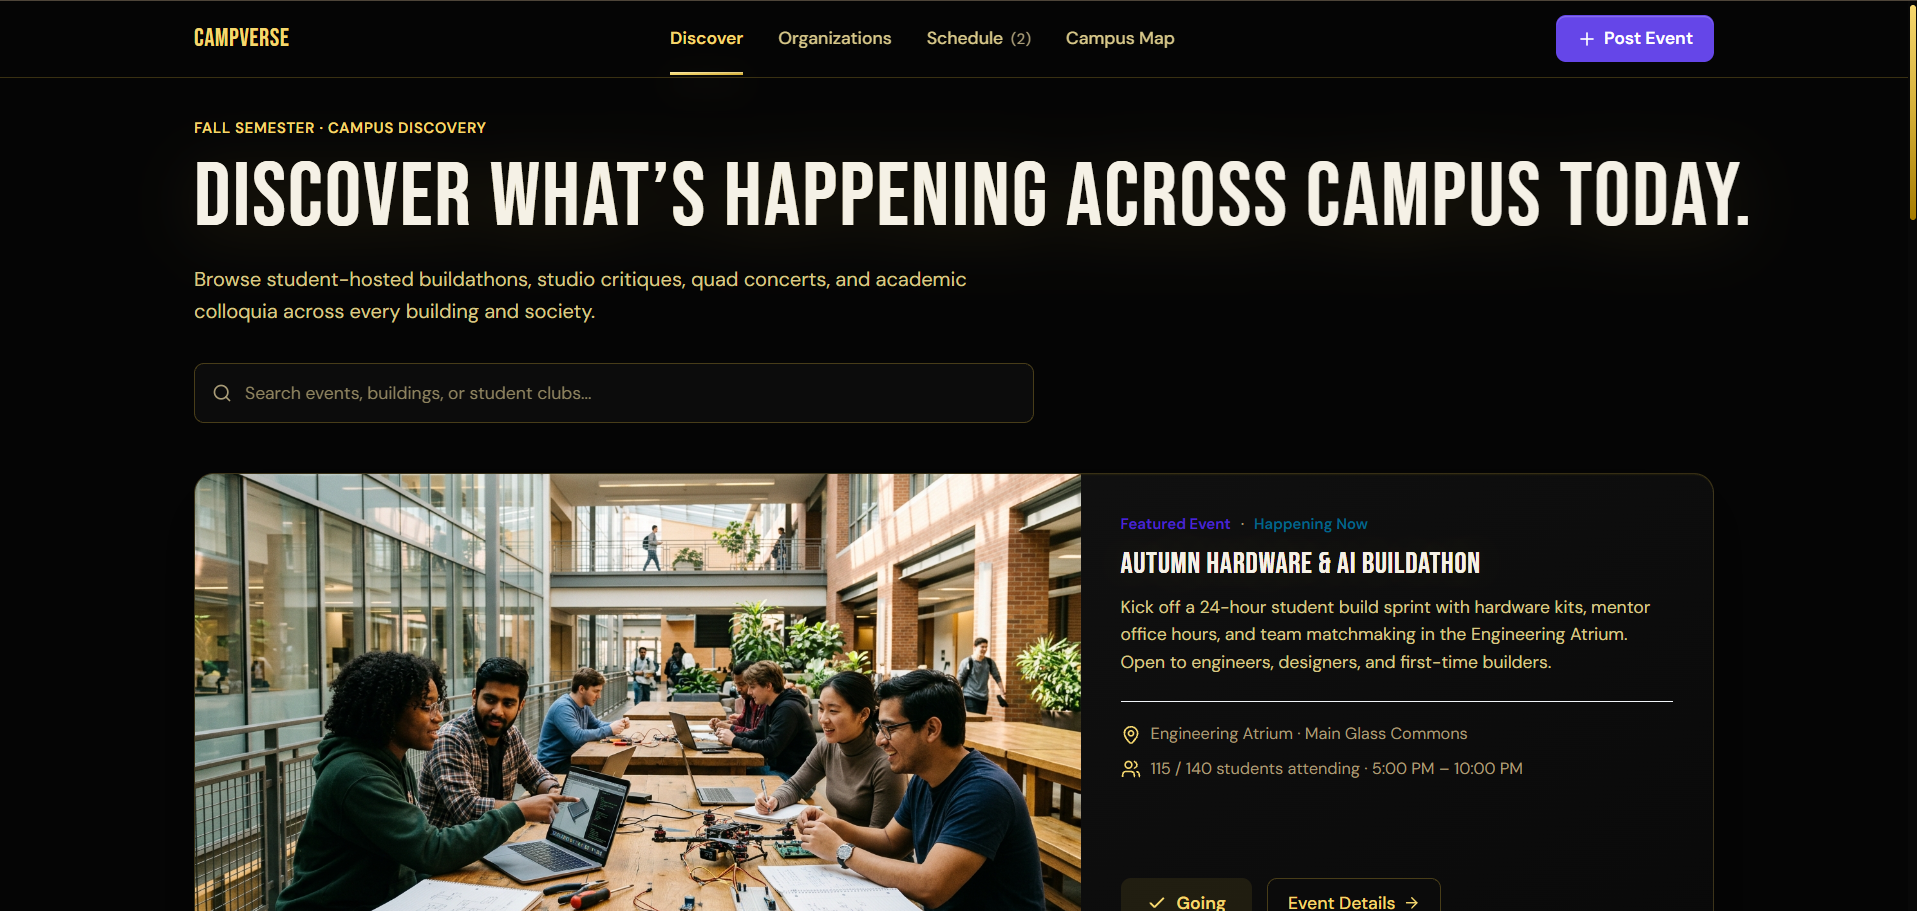 CAMPVERSE
Discover
Organizations
Schedule (2)
Campus Map
+ Post Event
FALL SEMESTER · CAMPUS DISCOVERY
DISCOVER WHAT’S HAPPENING ACROSS CAMPUS TODAY.
Browse student-hosted buildathons, studio critiques, quad concerts, and academic
colloquia across every building and society.
Search events, buildings, or student clubs...
Featured Event · Happening Now
AUTUMN HARDWARE & AI BUILDATHON
Kick off a 24-hour student build sprint with hardware kits, mentor
office hours, and team matchmaking in the Engineering Atrium.
Open to engineers, designers, and first-time builders.
Engineering Atrium · Main Glass Commons
115 / 140 students attending · 5:00 PM – 10:00 PM
Going
Event Details →